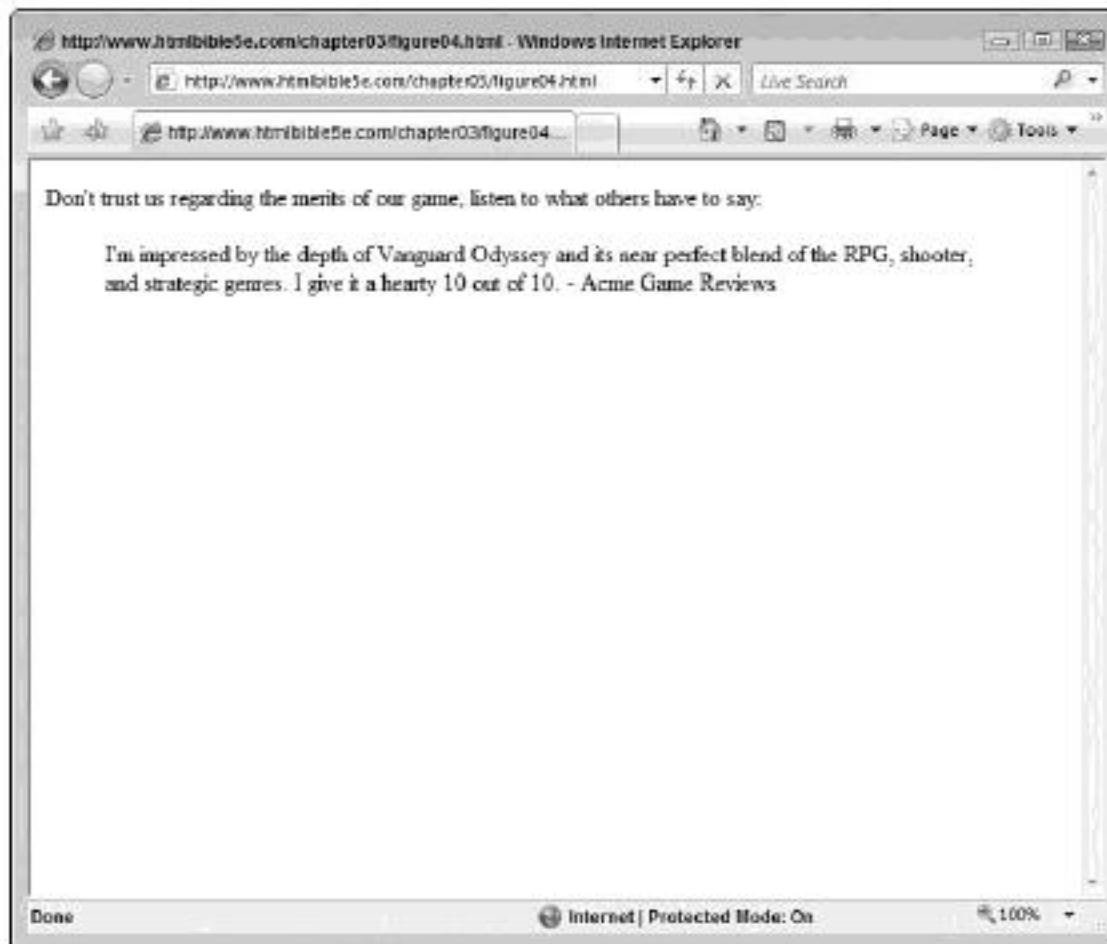 http://www.htmlbible5e.com/chapter03/figure04.html - Windows Internet Explorer
http://www.htmlbible5e.com/chapter03/figure04.html
Live Search
http://www.htmlbible5e.com/chapter03/figure04...
Page
Tools
Don't trust us regarding the merits of our game, listen to what others have to say:
I'm impressed by the depth of Vanguard Odyssey and its near perfect blend of the RPG, shooter,
and strategic genres. I give it a hearty 10 out of 10. - Acme Game Reviews
Done
Internet | Protected Mode: On
100%